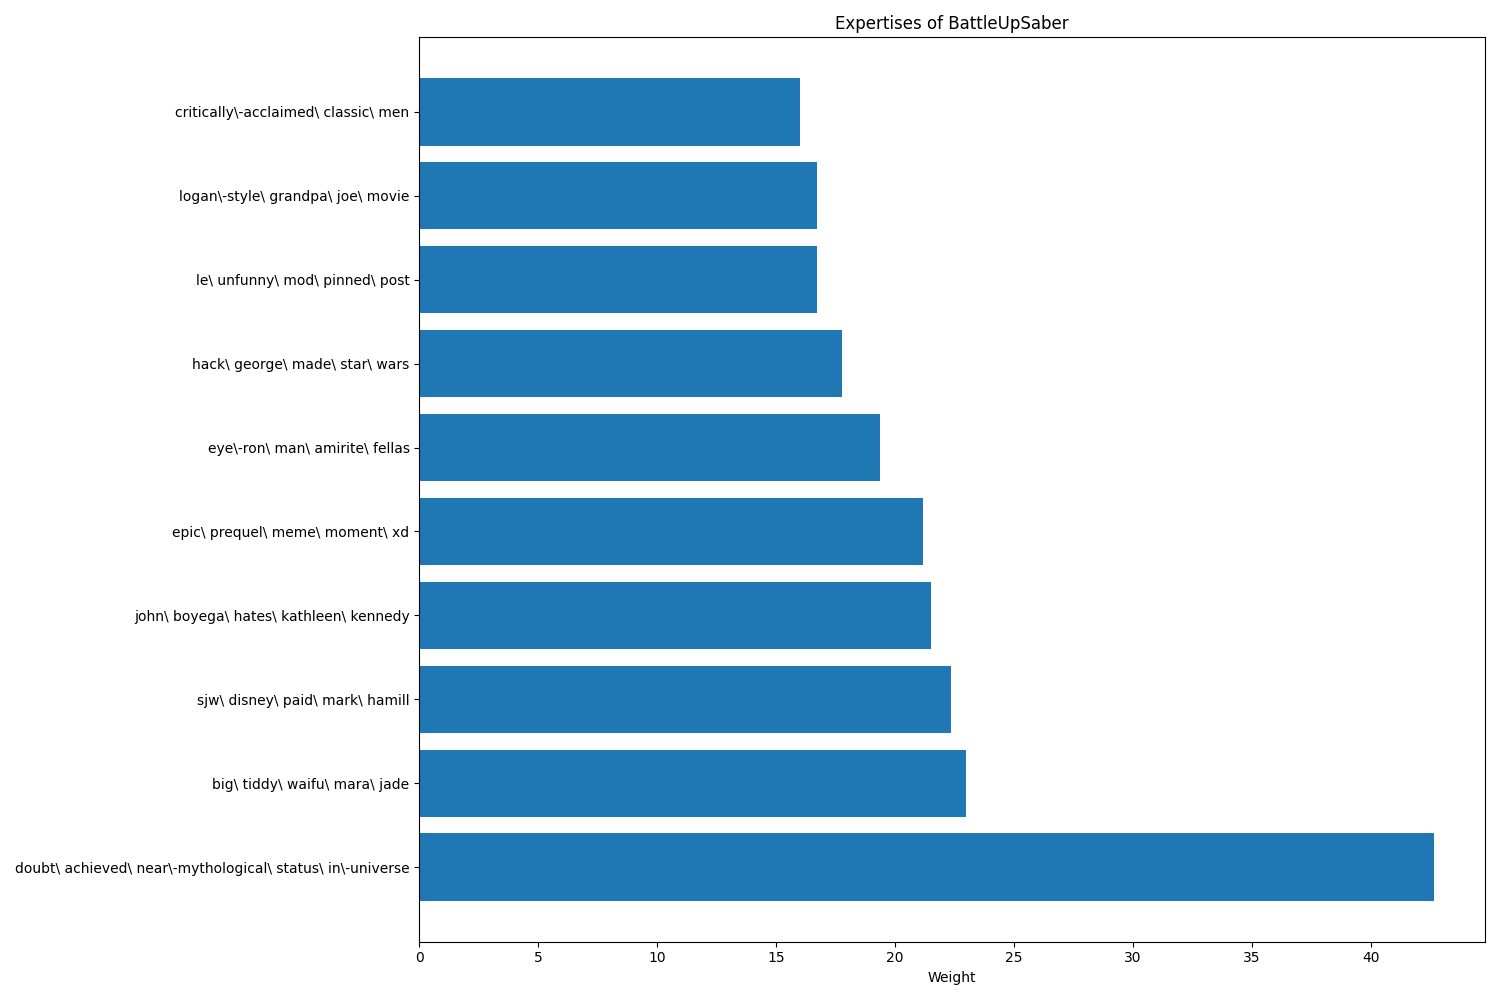 Expertises of BattleUpSaber
critically\-acclaimed\ classic\ men
logan\-style\ grandpa\ joe\ movie
le\ unfunny\ mod\ pinned\ post
hack\ george\ made\ star\ wars
eye\-ron\ man\ amirite\ fellas
epic\ prequel\ meme\ moment\ xd
john\ boyega\ hates\ kathleen\ kennedy
sjw\ disney\ paid\ mark\ hamill
big\ tiddy\ waifu\ mara\ jade
doubt\ achieved\ near\-mythological\ status\ in\-universe
0 5 10 15 20 25 30 35 40
Weight